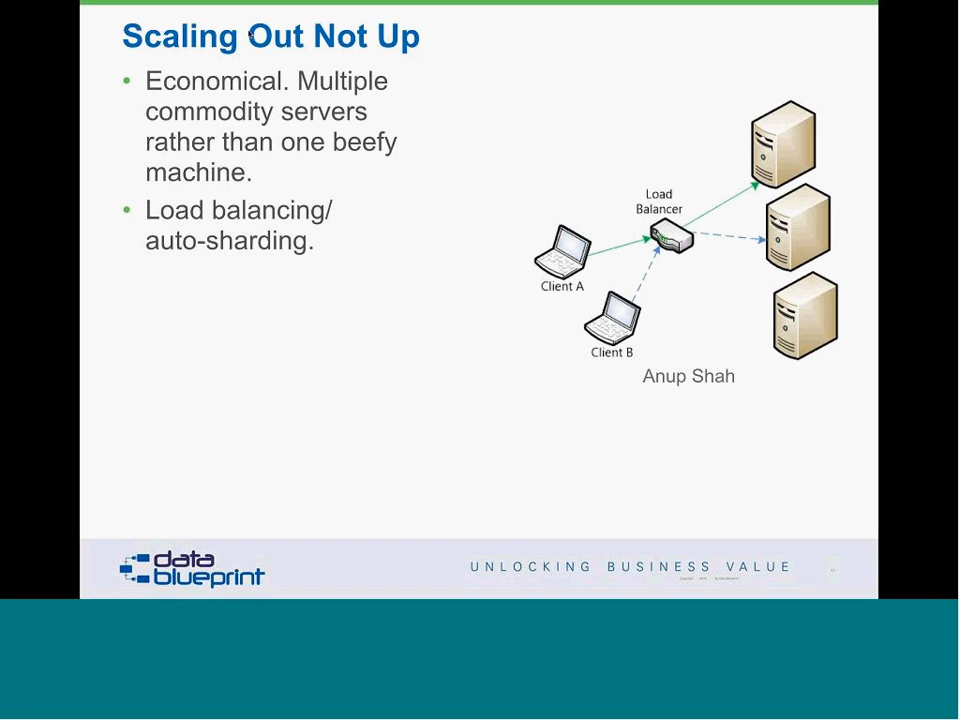 Scaling Out Not Up
• Economical. Multiple
commodity servers
rather than one beefy
machine.
• Load balancing/
auto-sharding.
Load
Balancer
Client A
Client B
Anup Shah
data
blueprint
UNLOCKING BUSINESS VALUE